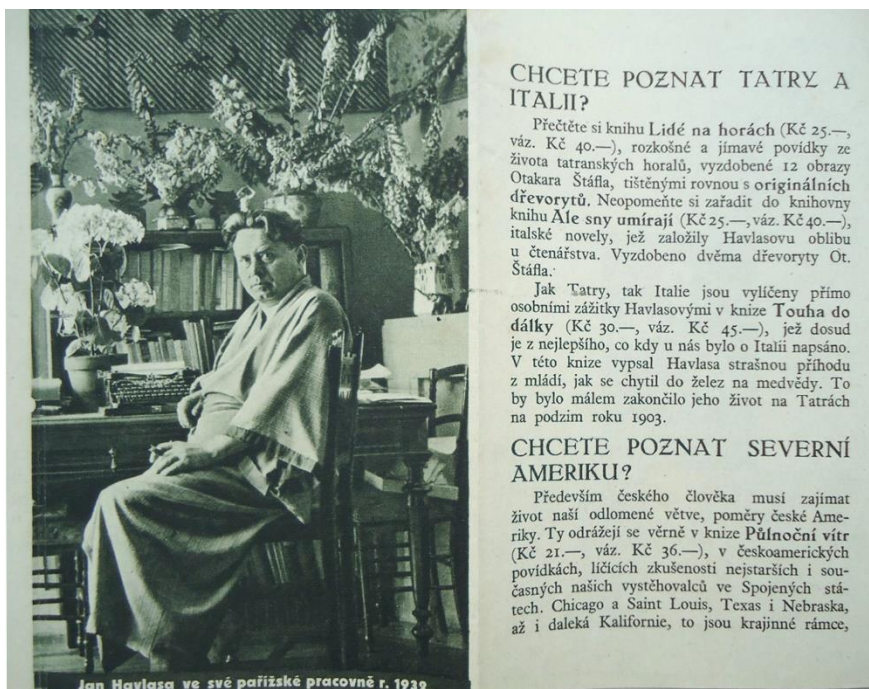 Jan Havlasa ve své pařížské pracovně r. 1932
CHCETE POZNAT TATRY A
ITALII?
Přečtěte si knihu Lidé na horách (Kč 25.—,
váz. Kč 40.—), rozkošné a jímavé povídky ze
života tatranských horalů, vyzdobené 12 obrazy
Otakara Štáfla, tištěnými rovnou s originálních
dřevorytů. Neopomeňte si zařadit do knihovny
knihu Ale sny umírají (Kč 25.—, váz. Kč 40.—),
italské novely, jež založily Havlasovu oblibu
u čtenářstva. Vyzdobeno dvěma dřevoryty Ot.
Štáfla.
Jak Tatry, tak Italie jsou vylíčeny přímo
osobními zážitky Havlasovými v knize Touha do
dálky (Kč 30.—, váz. Kč 45.—), jež dosud
je z nejlepšího, co kdy u nás bylo o Italii napsáno.
V této knize vypsal Havlasa strašnou příhodu
z mládí, jak se chytil do želez na medvědy. To
by bylo málem zakončilo jeho život na Tatrách
na podzim roku 1903.
CHCETE POZNAT SEVERNÍ
AMERIKU?
Především českého člověka musí zajímat
život naší odlomené větve, poměry české Ame-
riky. Ty odrážejí se věrně v knize Půlnoční vítr
(Kč 21.—, váz. Kč 36.—), v českoamerických
povídkách, líčících zkušenosti nejstarších i sou-
časných našich vystěhovalců ve Spojených stá-
tech. Chicago a Saint Louis, Texas i Nebraska,
až i daleká Kalifornie, to jsou krajinné rámce,